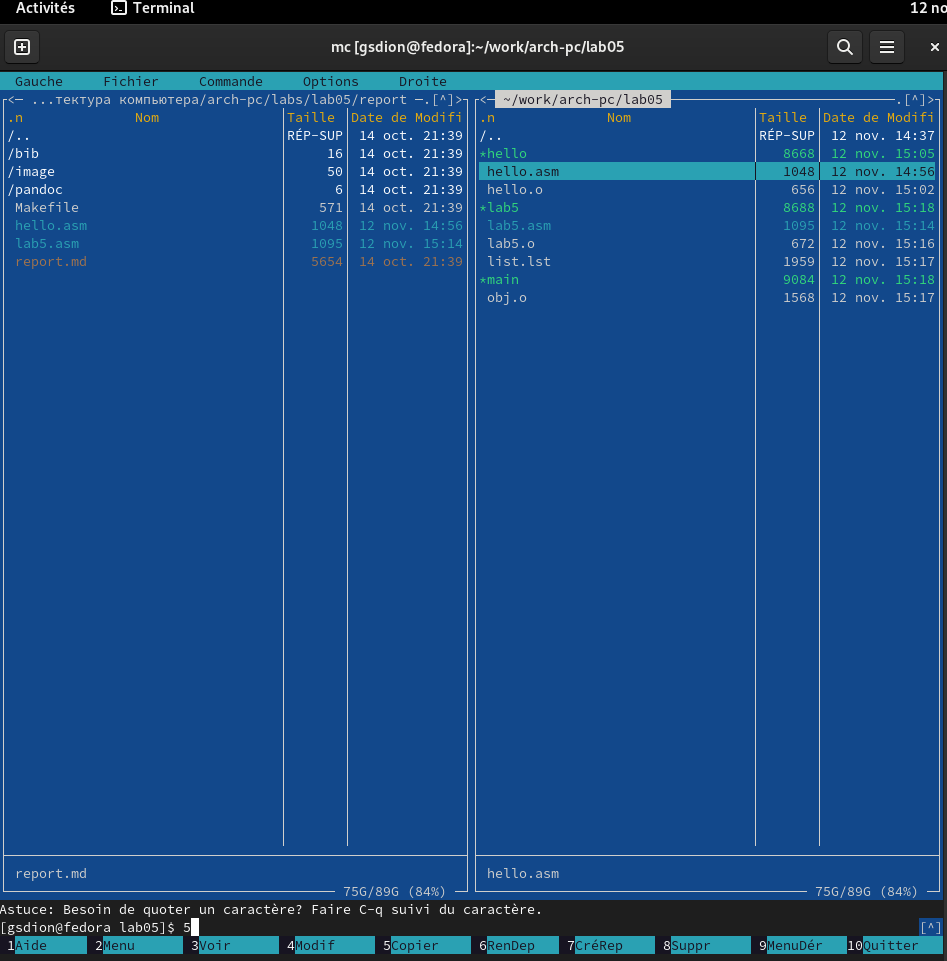 Activités Terminal 12 no
mc [gsdion@fedora]:~/work/arch-pc/lab05
Gauche Fichier Commande Options Droite
<— ...тектура компьютера/arch-pc/labs/lab05/report —.[^]>
.n Nom Taille Date de Modifi
/.. RÉP-SUP 14 oct. 21:39
/bib 16 14 oct. 21:39
/image 50 14 oct. 21:39
/pandoc 6 14 oct. 21:39
Makefile 571 14 oct. 21:39
hello.asm 1048 12 nov. 14:56
lab5.asm 1095 12 nov. 15:14
report.md 5654 14 oct. 21:39
report.md
75G/89G (84%)
<— ~/work/arch-pc/lab05 .[^]>
.n Nom Taille Date de Modifi
/.. RÉP-SUP 12 nov. 14:37
*hello 8668 12 nov. 15:05
hello.asm 1048 12 nov. 14:56
hello.o 656 12 nov. 15:02
*lab5 8688 12 nov. 15:18
lab5.asm 1095 12 nov. 15:14
lab5.o 672 12 nov. 15:16
list.lst 1959 12 nov. 15:17
*main 9084 12 nov. 15:18
obj.o 1568 12 nov. 15:17
hello.asm
75G/89G (84%)
Astuce: Besoin de quoter un caractère? Faire C-q suivi du caractère.
[gsdion@fedora lab05]$ 5 [^]
1Aide 2Menu 3Voir 4Modif 5Copier 6RenDep 7CréRep 8Suppr 9MenuDér 10Quitter